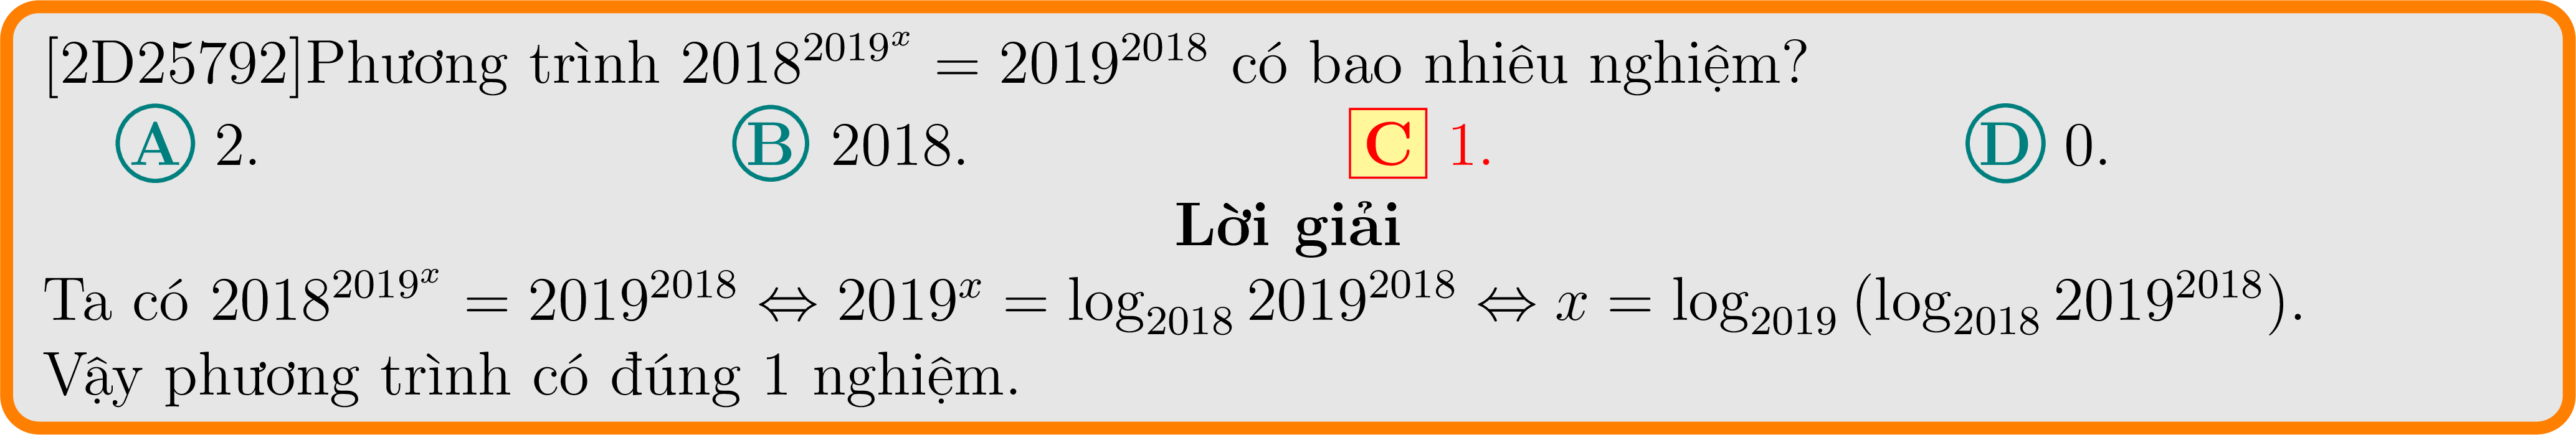 [2D25792]Phương trình $2018^{2019^x} = 2019^{2018}$ có bao nhiêu nghiệm?
A 2. B 2018. C 1. D 0.
Lời giải
Ta có $2018^{2019^x} = 2019^{2018} \Leftrightarrow 2019^x = \log_{2018} 2019^{2018} \Leftrightarrow x = \log_{2019} (\log_{2018} 2019^{2018})$.
Vậy phương trình có đúng 1 nghiệm.